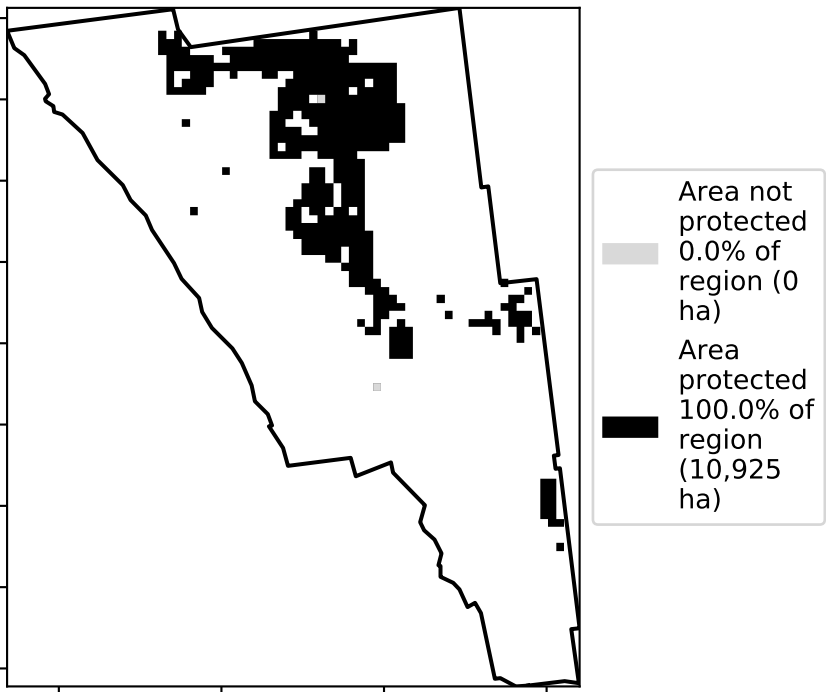 Area not
protected
0.0% of
region (0
ha)
Area
protected
100.0% of
region
(10,925
ha)